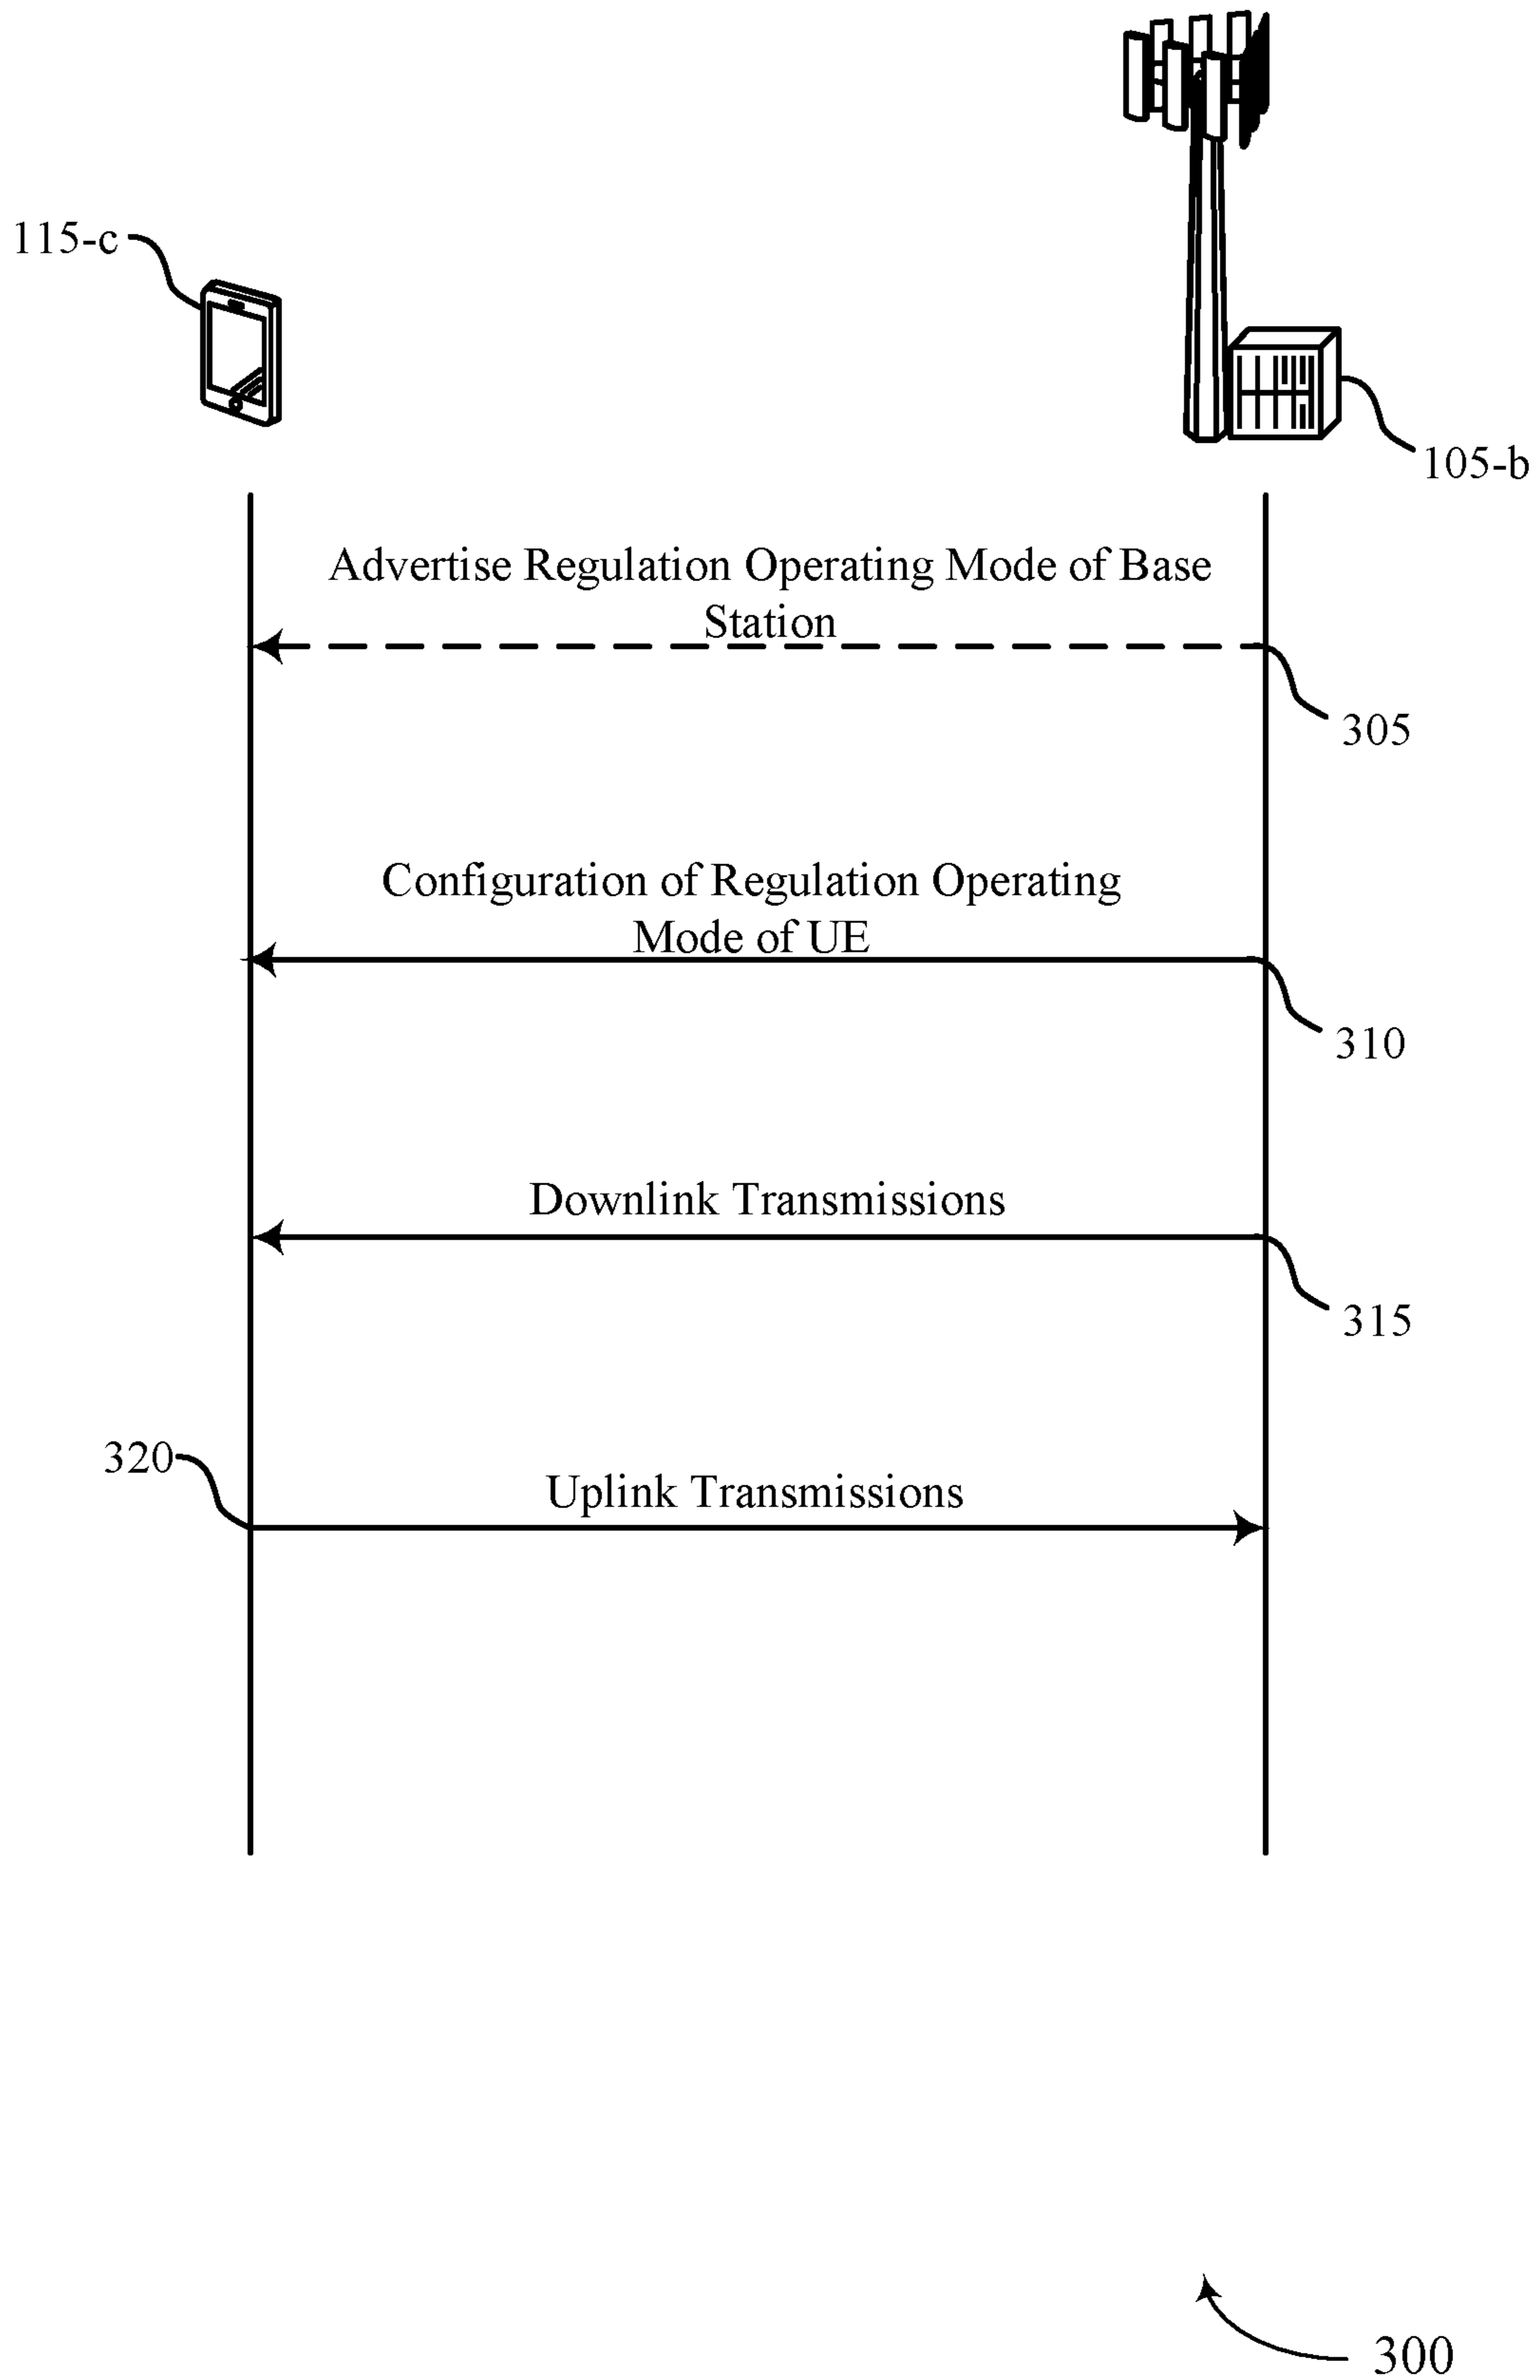 115-c
105-b
Advertise Regulation Operating Mode of Base
Station
305
Configuration of Regulation Operating
Mode of UE
310
Downlink Transmissions
315
320
Uplink Transmissions
300